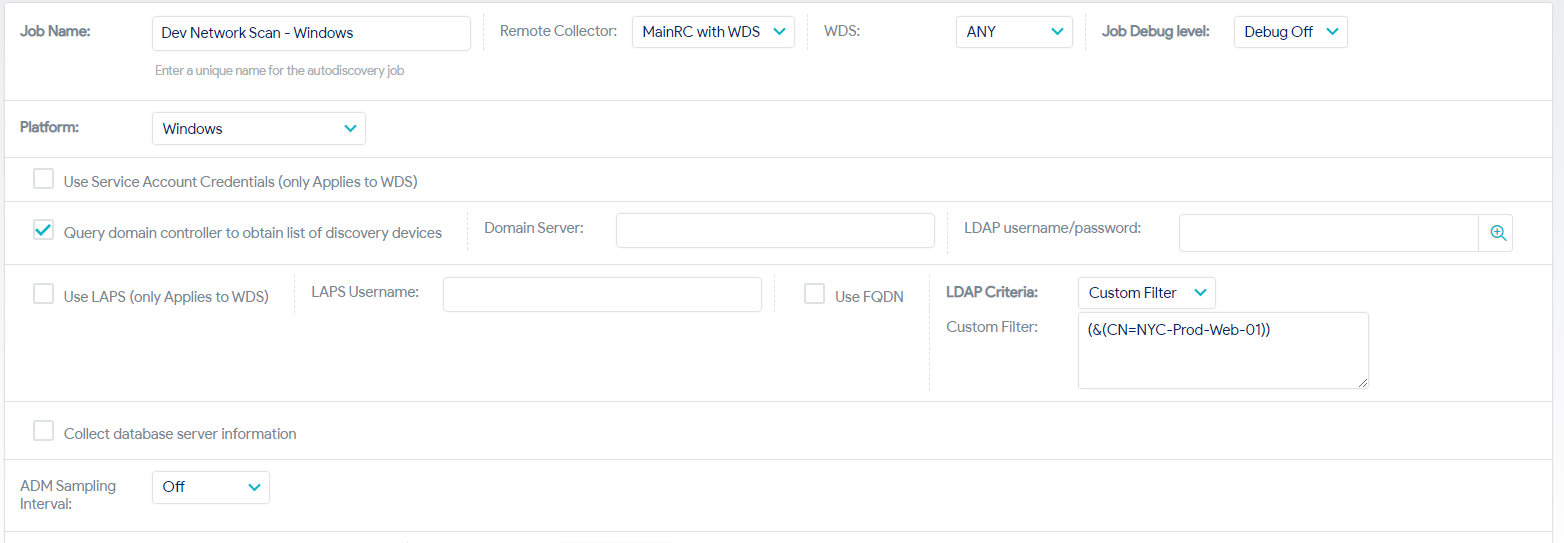 Job Name: Dev Network Scan - Windows Remote Collector: MainRC with WDS WDS: ANY Job Debug level: Debug Off
Enter a unique name for the autodiscovery job
Platform: Windows
Use Service Account Credentials (only Applies to WDS)
Query domain controller to obtain list of discovery devices Domain Server: LDAP username/password:
Use LAPS (only Applies to WDS) LAPS Username: Use FQDN LDAP Criteria: Custom Filter
Custom Filter: (&(CN=NYC-Prod-Web-01))
Collect database server information
ADM Sampling Off
Interval: